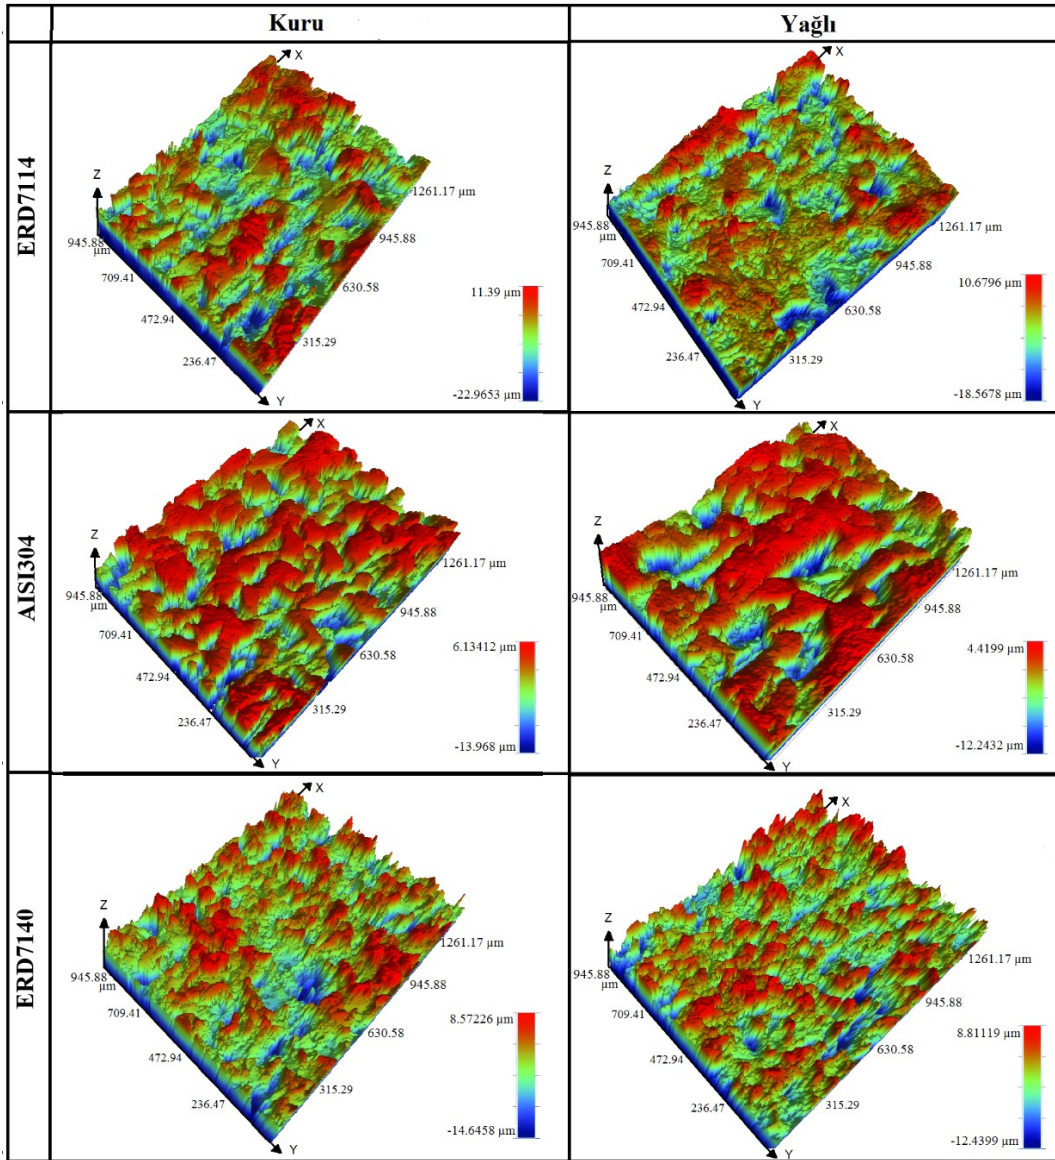 Kuru
Yağlı
ERD7114
X
Z
945.88
µm
709.41
472.94
236.47
Y
315.29
630.58
945.88
1261.17 µm
11.39 µm
-22.9653 µm
X
Z
945.88
µm
709.41
472.94
236.47
Y
315.29
630.58
945.88
1261.17 µm
10.6796 µm
-18.5678 µm
AISI304
X
Z
945.88
µm
709.41
472.94
236.47
Y
315.29
630.58
945.88
1261.17 µm
6.13412 µm
-13.968 µm
X
Z
945.88
µm
709.41
472.94
236.47
Y
315.29
630.58
945.88
1261.17 µm
4.4199 µm
-12.2432 µm
ERD7140
X
Z
945.88
µm
709.41
472.94
236.47
Y
315.29
630.58
945.88
1261.17 µm
8.57226 µm
-14.6458 µm
X
Z
945.88
µm
709.41
472.94
236.47
Y
315.29
630.58
945.88
1261.17 µm
8.81119 µm
-12.4399 µm